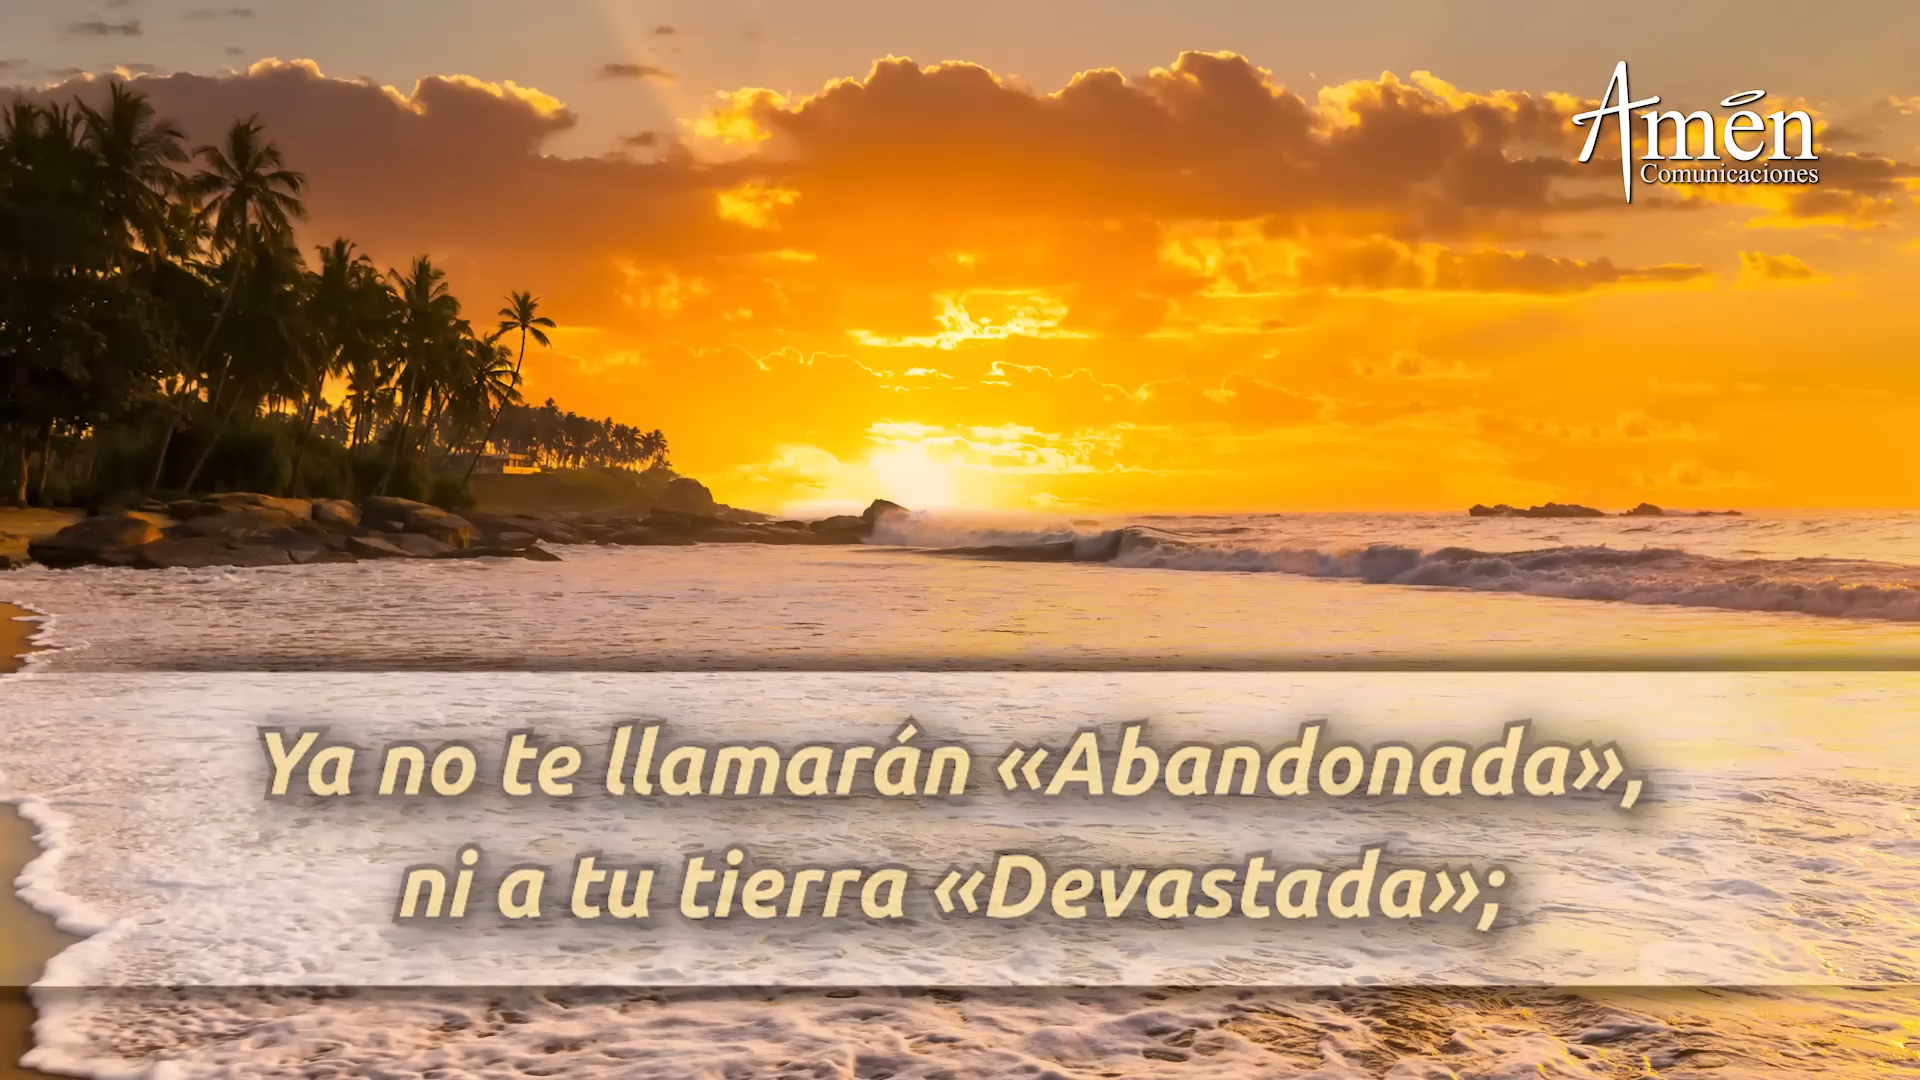 Amén
Comunicaciones
Ya no te llamarán «Abandonada»,
ni a tu tierra «Devastada»;